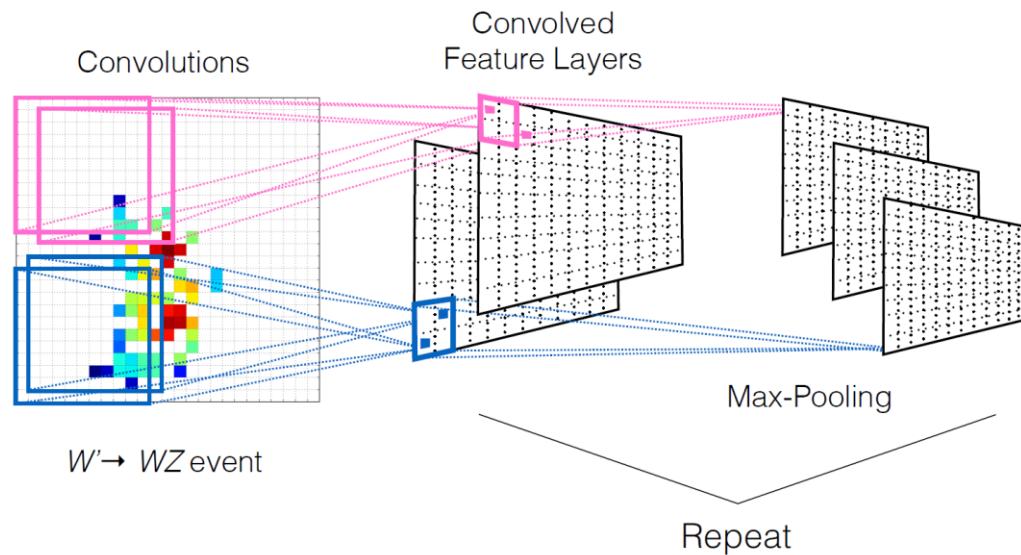 Convolutions
Convolved
Feature Layers
W'→ WZ event
Max-Pooling
Repeat